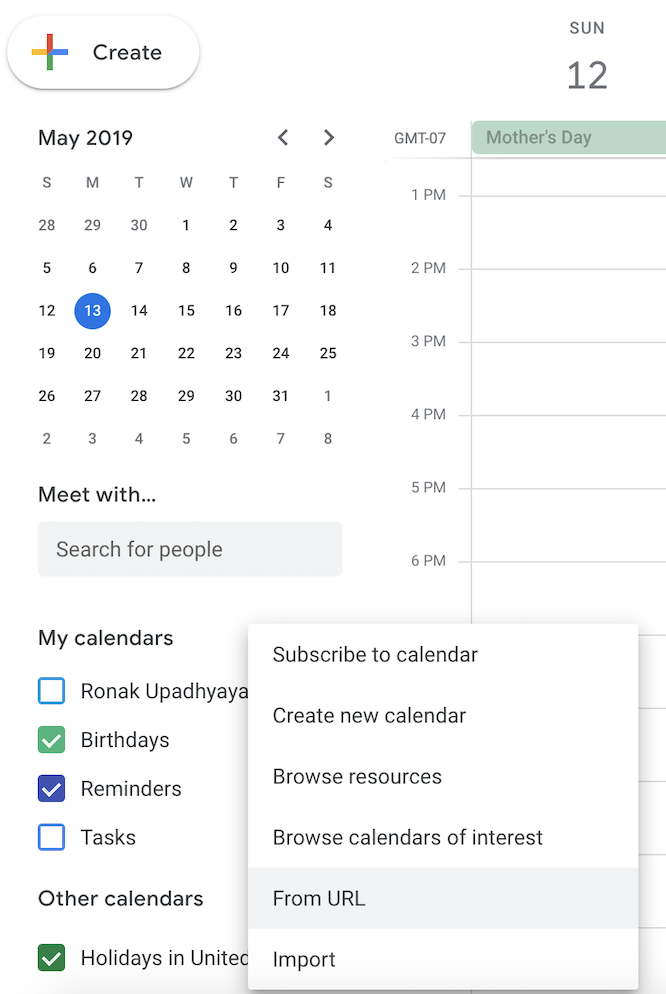 Create
May 2019
S M T W T F S
28 29 30 1 2 3 4
5 6 7 8 9 10 11
12 13 14 15 16 17 18
19 20 21 22 23 24 25
26 27 28 29 30 31 1
2 3 4 5 6 7 8
Meet with...
Search for people
My calendars
Ronak Upadhyaya
Birthdays
Reminders
Tasks
Other calendars
Holidays in United
Subscribe to calendar
Create new calendar
Browse resources
Browse calendars of interest
From URL
Import
SUN
12
GMT-07
Mother's Day
1 PM
2 PM
3 PM
4 PM
5 PM
6 PM